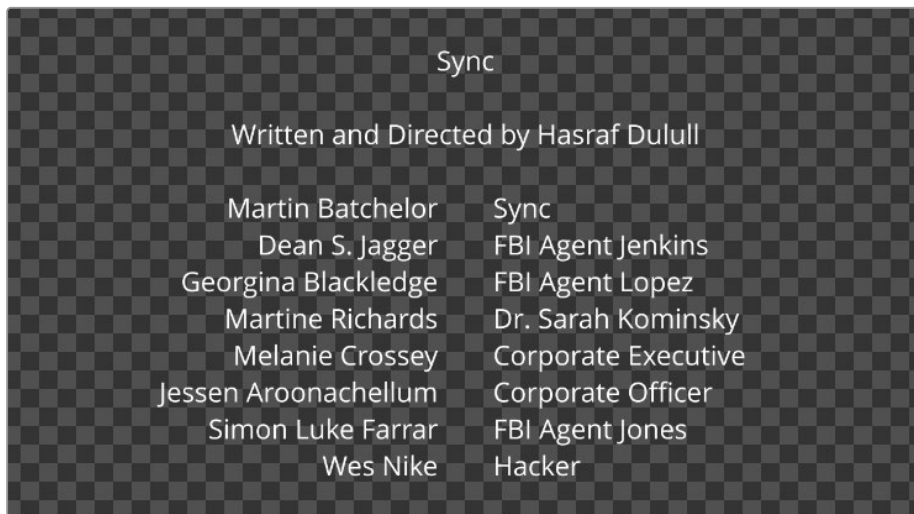 Sync
Written and Directed by Hasraf Dulull
Martin Batchelor Sync
Dean S. Jagger FBI Agent Jenkins
Georgina Blackledge FBI Agent Lopez
Martine Richards Dr. Sarah Kominsky
Melanie Crossey Corporate Executive
Jessen Aroonachellum Corporate Officer
Simon Luke Farrar FBI Agent Jones
Wes Nike Hacker